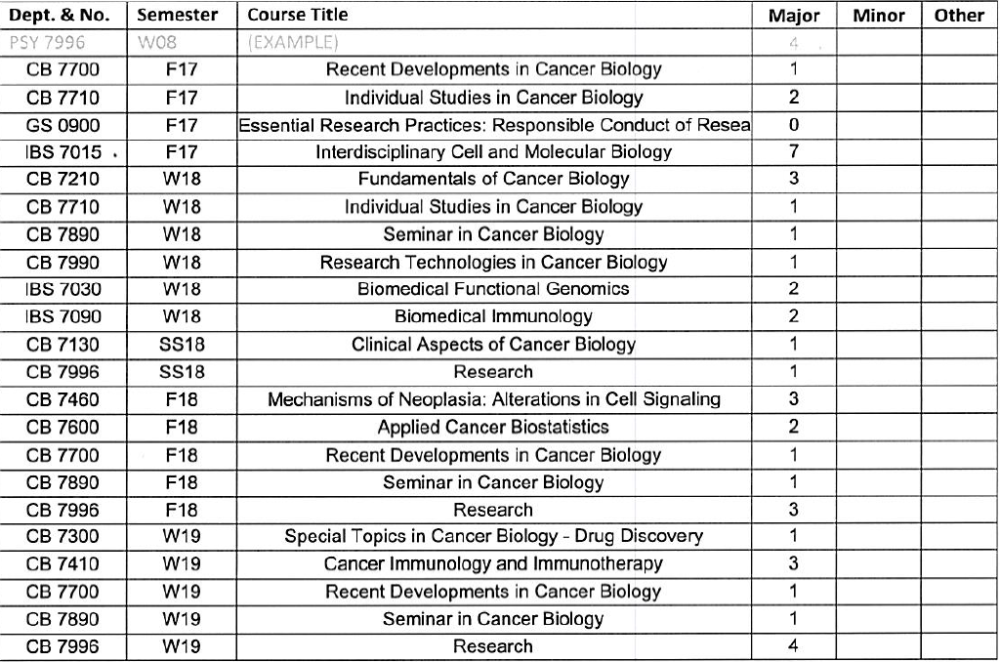 Dept. & No. Semester Course Title Major Minor Other
PSY 7996 W08 (EXAMPLE) 4
CB 7700 F17 Recent Developments in Cancer Biology 1
CB 7710 F17 Individual Studies in Cancer Biology 2
GS 0900 F17 Essential Research Practices: Responsible Conduct of Resea 0
IBS 7015 F17 Interdisciplinary Cell and Molecular Biology 7
CB 7210 W18 Fundamentals of Cancer Biology 3
CB 7710 W18 Individual Studies in Cancer Biology 1
CB 7890 W18 Seminar in Cancer Biology 1
CB 7990 W18 Research Technologies in Cancer Biology 1
IBS 7030 W18 Biomedical Functional Genomics 2
IBS 7090 W18 Biomedical Immunology 2
CB 7130 SS18 Clinical Aspects of Cancer Biology 1
CB 7996 SS18 Research 1
CB 7460 F18 Mechanisms of Neoplasia: Alterations in Cell Signaling 3
CB 7600 F18 Applied Cancer Biostatistics 2
CB 7700 F18 Recent Developments in Cancer Biology 1
CB 7890 F18 Seminar in Cancer Biology 1
CB 7996 F18 Research 3
CB 7300 W19 Special Topics in Cancer Biology - Drug Discovery 1
CB 7410 W19 Cancer Immunology and Immunotherapy 3
CB 7700 W19 Recent Developments in Cancer Biology 1
CB 7890 W19 Seminar in Cancer Biology 1
CB 7996 W19 Research 4